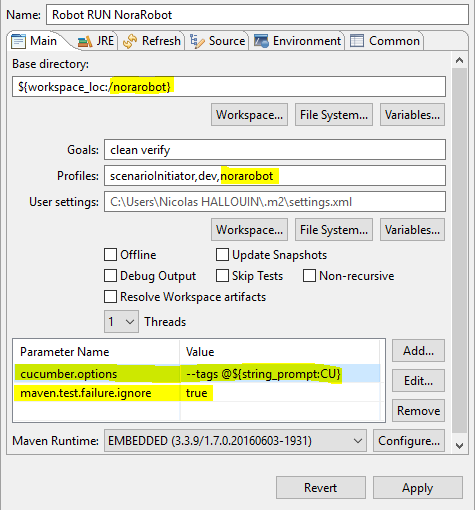 Name: Robot RUN NoraRobot
Main JRE Refresh Source Environment Common
Base directory:
${workspace_loc:/norarobot}
Workspace... File System... Variables...
Goals: clean verify
Profiles: scenarioInitiator,dev,norarobot
User settings: C:\Users\Nicolas HALLOUIN\.m2\settings.xml
Workspace... File System... Variables...
Offline Update Snapshots
Debug Output Skip Tests Non-recursive
Resolve Workspace artifacts
1 Threads
Parameter Name Value Add...
cucumber.options --tags @${string_prompt:CU} Edit...
maven.test.failure.ignore true Remove
Maven Runtime: EMBEDDED (3.3.9/1.7.0.20160603-1931) Configure...
Revert Apply